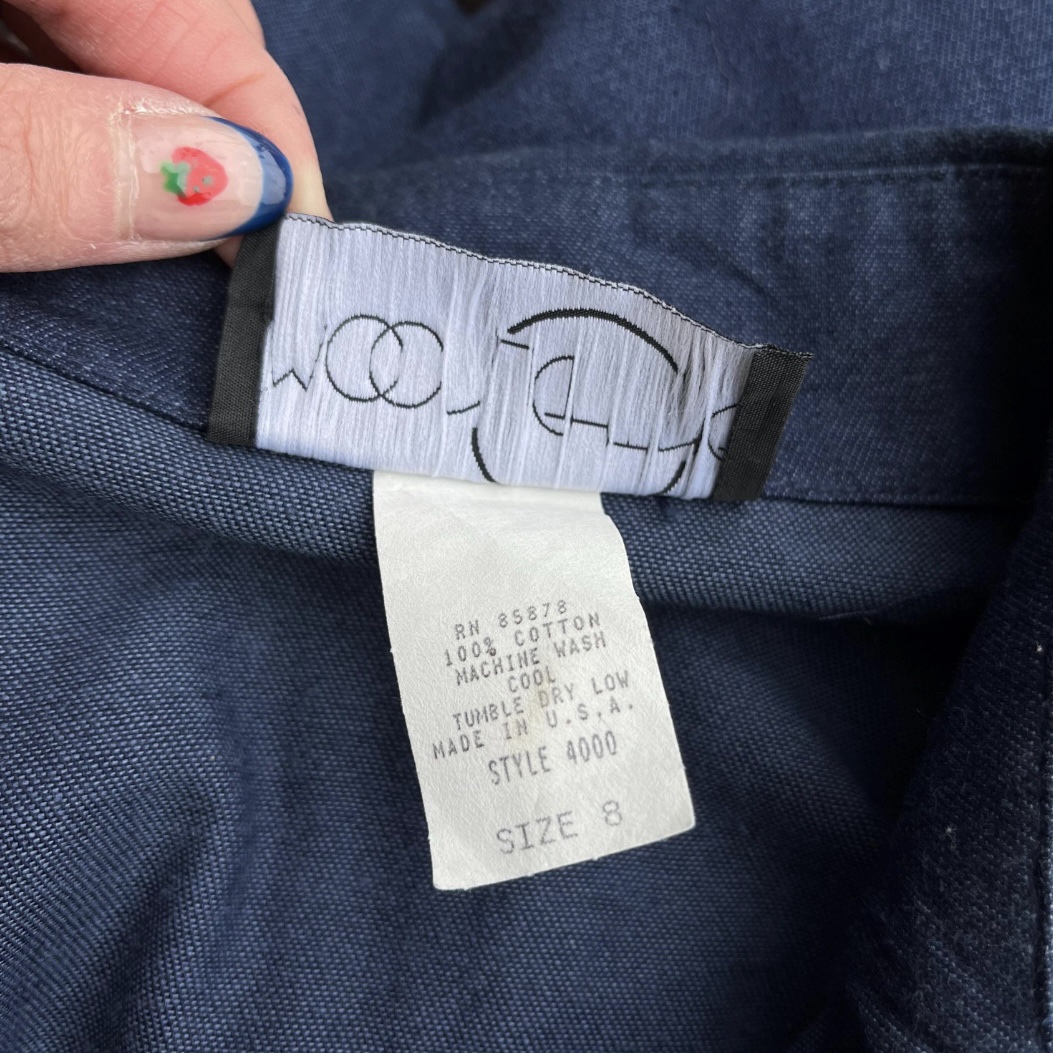 RN 85878
100% COTTON
MACHINE WASH
COOL
TUMBLE DRY LOW
MADE IN U.S.A.
STYLE 4000
SIZE 8